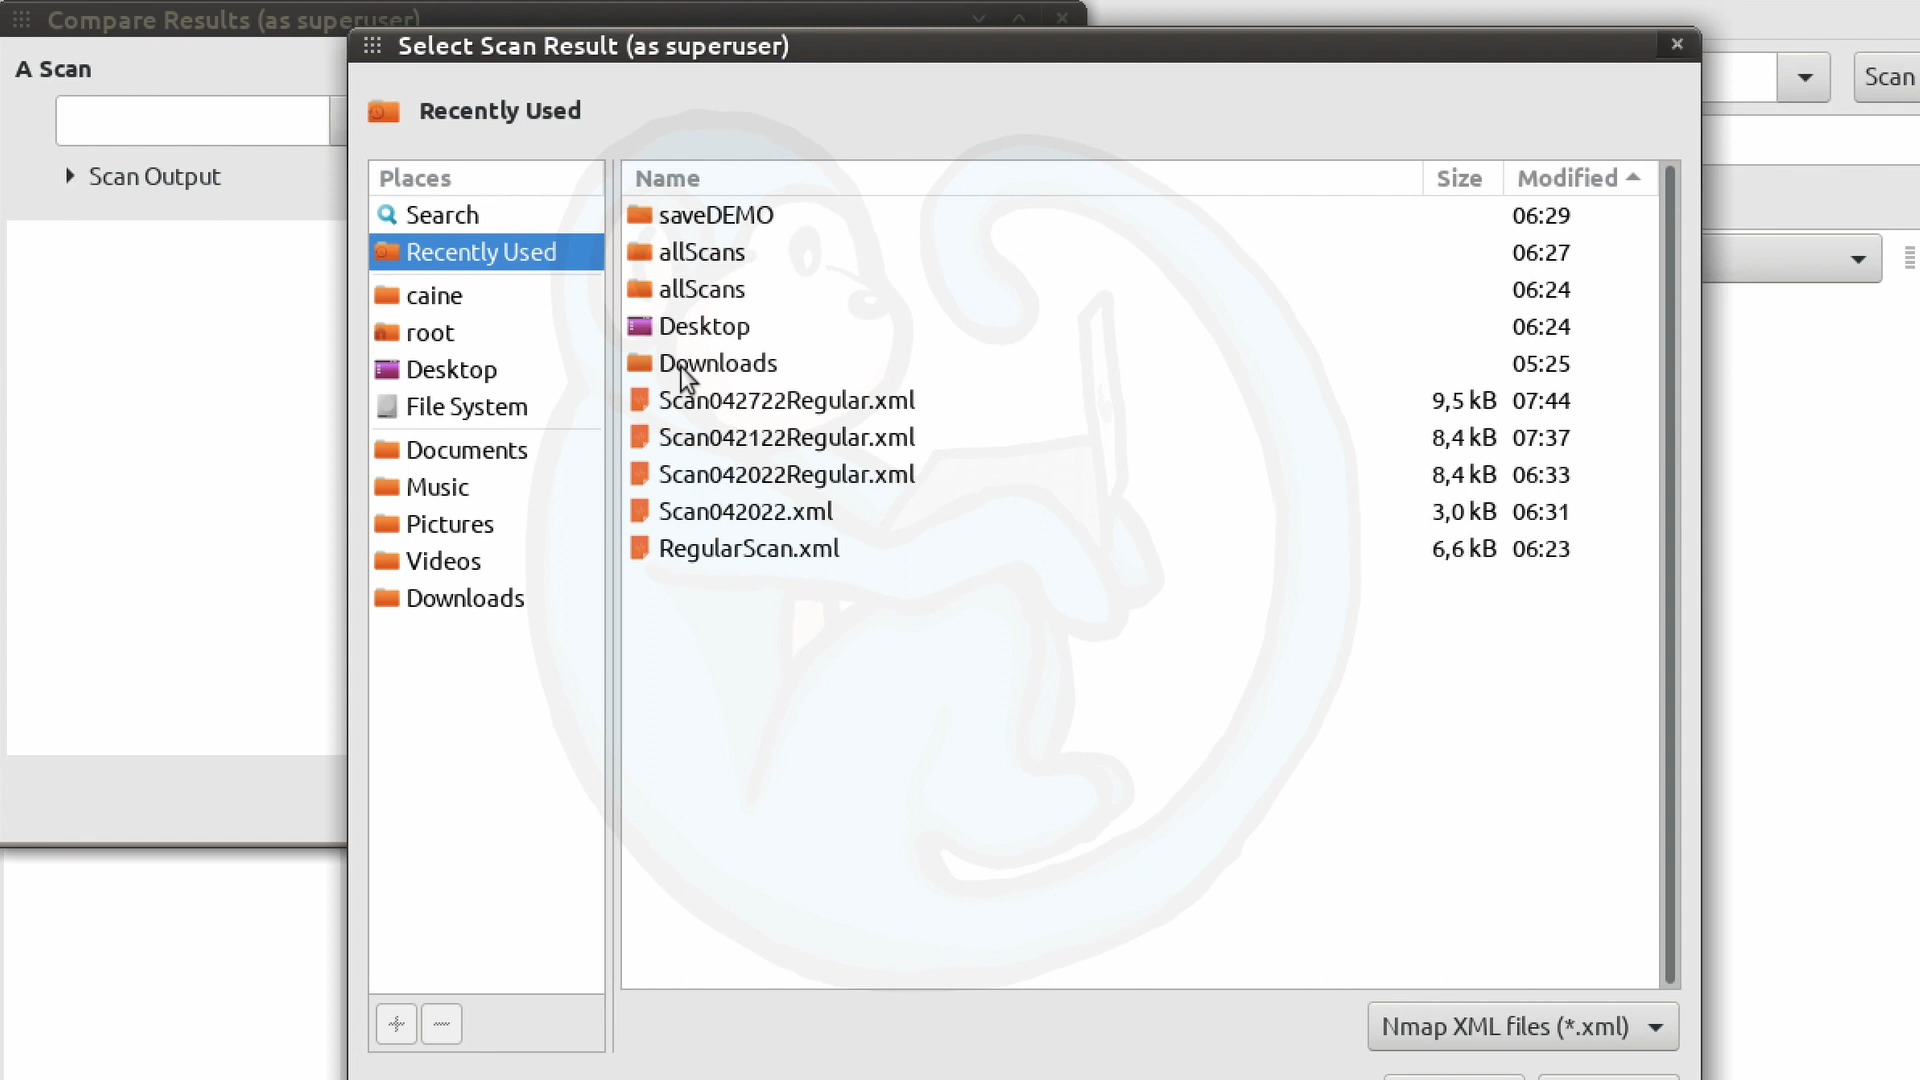 Compare Results (as superuser)
Select Scan Result (as superuser)
A Scan
Scan
Recently Used
Scan Output
Places
Name Size Modified
Search
Recently Used
caine
root
Desktop
File System
Documents
Music
Pictures
Videos
Downloads
saveDEMO 06:29
allScans 06:27
allScans 06:24
Desktop 06:24
Downloads 05:25
Scan042722Regular.xml 9,5 kB 07:44
Scan042122Regular.xml 8,4 kB 07:37
Scan042022Regular.xml 8,4 kB 06:33
Scan042022.xml 3,0 kB 06:31
RegularScan.xml 6,6 kB 06:23
Nmap XML files (*.xml)